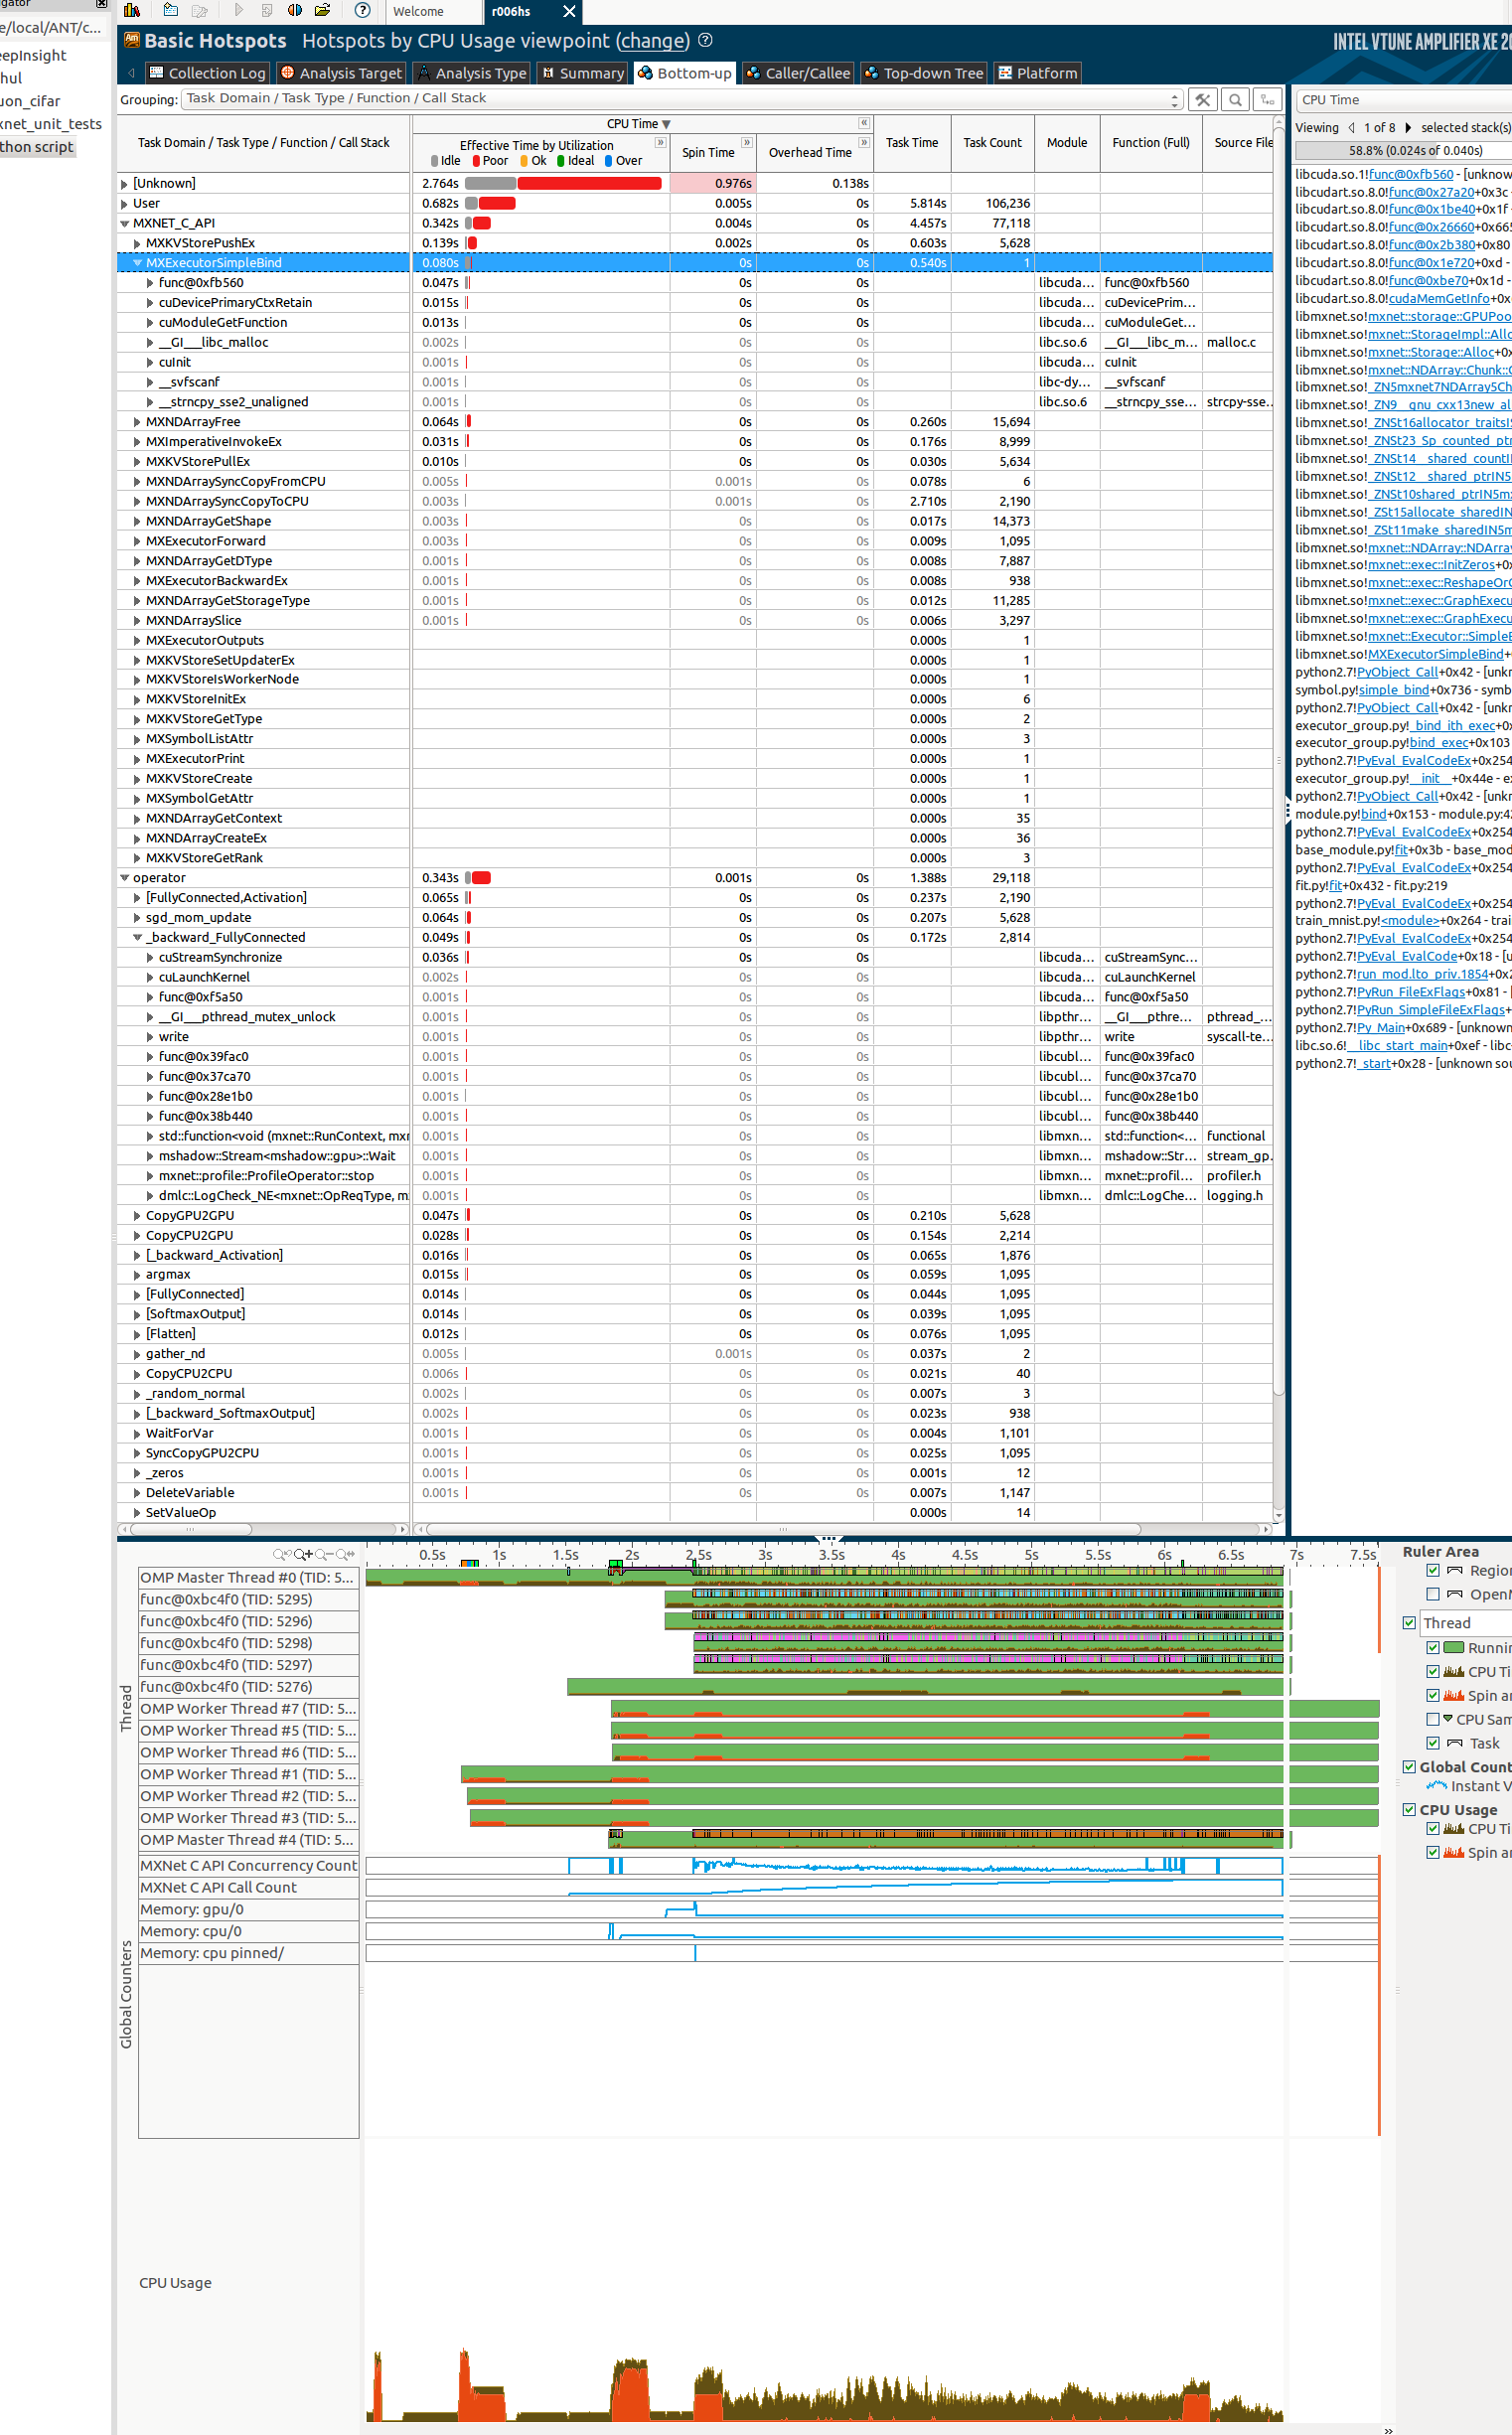 igator
e/local/ANT/c...
eepInsight
hul
uon_cifar
xnet_unit_tests
thon script
Welcome
r006hs
Basic Hotspots Hotspots by CPU Usage viewpoint (change)
INTEL VTUNE AMPLIFIER XE 20
Collection Log Analysis Target Analysis Type Summary Bottom-up Caller/Callee Top-down Tree Platform
Grouping: Task Domain / Task Type / Function / Call Stack
Task Domain / Task Type / Function / Call Stack
CPU Time
Effective Time by Utilization
Idle Poor Ok Ideal Over
Spin Time
Overhead Time
Task Time
Task Count
Module
Function (Full)
Source File
[Unknown] 2.764s 0.976s 0.138s
User 0.682s 0.005s 0s 5.814s 106,236
MXNET_C_API 0.342s 0.004s 0s 4.457s 77,118
MXKVStorePushEx 0.139s 0.002s 0s 0.603s 5,628
MXExecutorSimpleBind 0.080s 0s 0s 0.540s 1
func@0xfb560 0.047s 0s 0s libcuda... func@0xfb560
cuDevicePrimaryCtxRetain 0.015s 0s 0s libcuda... cuDevicePrim...
cuModuleGetFunction 0.013s 0s 0s libcuda... cuModuleGet...
__GI___libc_malloc 0.002s 0s 0s libc.so.6 __GI___libc_m... malloc.c
cuInit 0.001s 0s 0s libcuda... cuInit
__svfscanf 0.001s 0s 0s libc-dy... __svfscanf
__strncpy_sse2_unaligned 0.001s 0s 0s libc.so.6 __strncpy_sse... strcpy-sse...
MXNDArrayFree 0.064s 0s 0s 0.260s 15,694
MXImperativeInvokeEx 0.031s 0s 0s 0.176s 8,999
MXKVStorePullEx 0.010s 0s 0s 0.030s 5,634
MXNDArraySyncCopyFromCPU 0.005s 0.001s 0s 0.078s 6
MXNDArraySyncCopyToCPU 0.003s 0.001s 0s 2.710s 2,190
MXNDArrayGetShape 0.003s 0s 0s 0.017s 14,373
MXExecutorForward 0.003s 0s 0s 0.009s 1,095
MXNDArrayGetDType 0.001s 0s 0s 0.008s 7,887
MXExecutorBackwardEx 0.001s 0s 0s 0.008s 938
MXNDArrayGetStorageType 0.001s 0s 0s 0.012s 11,285
MXNDArraySlice 0.001s 0s 0s 0.006s 3,297
MXExecutorOutputs 0.000s 1
MXKVStoreSetUpdaterEx 0.000s 1
MXKVStoreIsWorkerNode 0.000s 1
MXKVStoreInitEx 0.000s 6
MXKVStoreGetType 0.000s 2
MXSymbolListAttr 0.000s 3
MXExecutorPrint 0.000s 1
MXKVStoreCreate 0.000s 1
MXSymbolGetAttr 0.000s 1
MXNDArrayGetContext 0.000s 35
MXNDArrayCreateEx 0.000s 36
MXKVStoreGetRank 0.000s 3
operator 0.343s 0.001s 0s 1.388s 29,118
[FullyConnected,Activation] 0.065s 0s 0s 0.237s 2,190
sgd_mom_update 0.064s 0s 0s 0.207s 5,628
_backward_FullyConnected 0.049s 0s 0s 0.172s 2,814
cuStreamSynchronize 0.036s 0s 0s libcuda... cuStreamSync...
cuLaunchKernel 0.002s 0s 0s libcuda... cuLaunchKernel
func@0xf5a50 0.001s 0s 0s libcuda... func@0xf5a50
__GI___pthread_mutex_unlock 0.001s 0s 0s libpthr... __GI___pthre... pthread_...
write 0.001s 0s 0s libpthr... write syscall-te...
func@0x39fac0 0.001s 0s 0s libcubl... func@0x39fac0
func@0x37ca70 0.001s 0s 0s libcubl... func@0x37ca70
func@0x28e1b0 0.001s 0s 0s libcubl... func@0x28e1b0
func@0x38b440 0.001s 0s 0s libcubl... func@0x38b440
std::function<void (mxnet::RunContext, mxr 0.001s 0s 0s libmxn... std::function<... functional
mshadow::Stream<mshadow::gpu>::Wait 0.001s 0s 0s libmxn... mshadow::Str... stream_gp.
mxnet::profile::ProfileOperator::stop 0.001s 0s 0s libmxn... mxnet::profil... profiler.h
dmlc::LogCheck_NE<mxnet::OpReqType, m. 0.001s 0s 0s libmxn... dmlc::LogChe... logging.h
CopyGPU2GPU 0.047s 0s 0s 0.210s 5,628
CopyCPU2GPU 0.028s 0s 0s 0.154s 2,214
[_backward_Activation] 0.016s 0s 0s 0.065s 1,876
argmax 0.015s 0s 0s 0.059s 1,095
[FullyConnected] 0.014s 0s 0s 0.044s 1,095
[SoftmaxOutput] 0.014s 0s 0s 0.039s 1,095
[Flatten] 0.012s 0s 0s 0.076s 1,095
gather_nd 0.005s 0.001s 0s 0.037s 2
CopyCPU2CPU 0.006s 0s 0s 0.021s 40
_random_normal 0.002s 0s 0s 0.007s 3
[_backward_SoftmaxOutput] 0.002s 0s 0s 0.023s 938
WaitForVar 0.001s 0s 0s 0.004s 1,101
SyncCopyGPU2CPU 0.001s 0s 0s 0.025s 1,095
_zeros 0.001s 0s 0s 0.001s 12
DeleteVariable 0.001s 0s 0s 0.007s 1,147
SetValueOp 0.000s 14
CPU Time
Viewing 1 of 8 selected stack(s)
58.8% (0.024s of 0.040s)
libcuda.so.1!func@0xfb560 - [unknow
libcudart.so.8.0!func@0x27a20+0x3c -
libcudart.so.8.0!func@0x1be40+0x1f
libcudart.so.8.0!func@0x26660+0x665
libcudart.so.8.0!func@0x2b380+0x80
libcudart.so.8.0!func@0x1e720+0xd -
libcudart.so.8.0!func@0xbe70+0x1d -
libcudart.so.8.0!cudaMemGetInfo+0x
libmxnet.so!mxnet::storage::GPUPoo
libmxnet.so!mxnet::StorageImpl::Allo
libmxnet.so!mxnet::Storage::Alloc+0x
libmxnet.so!mxnet::NDArray::Chunk::C
libmxnet.so!_ZN5mxnet7NDArray5Ch
libmxnet.so!_ZN9__gnu_cxx13new_al
libmxnet.so!_ZNSt16allocator_traitsIS
libmxnet.so!_ZNSt23_Sp_counted_ptr
libmxnet.so!_ZNSt14__shared_countI
libmxnet.so!_ZNSt12__shared_ptrIN5
libmxnet.so!_ZNSt10shared_ptrIN5m
libmxnet.so!_ZSt15allocate_sharedIN
libmxnet.so!_ZSt11make_sharedIN5m
libmxnet.so!mxnet::NDArray::NDArra
libmxnet.so!mxnet::exec::InitZeros+0x
libmxnet.so!mxnet::exec::ReshapeOrC
libmxnet.so!mxnet::exec::GraphExecu
libmxnet.so!mxnet::exec::GraphExecu
libmxnet.so!mxnet::Executor::SimpleB
libmxnet.so!MXExecutorSimpleBind+
python2.7!PyObject_Call+0x42 - [unk
symbol.py!simple_bind+0x736 - symb
python2.7!PyObject_Call+0x42 - [unk
executor_group.py!_bind_ith_exec+0x
executor_group.py!bind_exec+0x103
python2.7!PyEval_EvalCodeEx+0x254
executor_group.py!__init__+0x44e - e
python2.7!PyObject_Call+0x42 - [unk
module.py!bind+0x153 - module.py:4
python2.7!PyEval_EvalCodeEx+0x254
base_module.py!fit+0x3b - base_mod
python2.7!PyEval_EvalCodeEx+0x254
fit.py!fit+0x432 - fit.py:219
python2.7!PyEval_EvalCodeEx+0x254
train_mnist.py!<module>+0x264 - trai
python2.7!PyEval_EvalCodeEx+0x254
python2.7!PyEval_EvalCode+0x18 - [u
python2.7!run_mod.lto_priv.1854+0x2
python2.7!PyRun_FileExFlags+0x81 - [
python2.7!PyRun_SimpleFileExFlags+
python2.7!Py_Main+0x689 - [unknown
libc.so.6!__libc_start_main+0xef - libc
python2.7!_start+0x28 - [unknown sou
0.5s 1s 1.5s 2s 2.5s 3s 3.5s 4s 4.5s 5s 5.5s 6s 6.5s 7s 7.5s
Thread
OMP Master Thread #0 (TID: 5...
func@0xbc4f0 (TID: 5295)
func@0xbc4f0 (TID: 5296)
func@0xbc4f0 (TID: 5298)
func@0xbc4f0 (TID: 5297)
func@0xbc4f0 (TID: 5276)
OMP Worker Thread #7 (TID: 5...
OMP Worker Thread #5 (TID: 5...
OMP Worker Thread #6 (TID: 5...
OMP Worker Thread #1 (TID: 5...
OMP Worker Thread #2 (TID: 5...
OMP Worker Thread #3 (TID: 5...
OMP Master Thread #4 (TID: 5...
Global Counters
MXNet C API Concurrency Count
MXNet C API Call Count
Memory: gpu/0
Memory: cpu/0
Memory: cpu pinned/
CPU Usage
Ruler Area
Region
OpenM
Thread
Runnin
CPU Ti
Spin an
CPU Sam
Task
Global Count
Instant V
CPU Usage
CPU Ti
Spin an